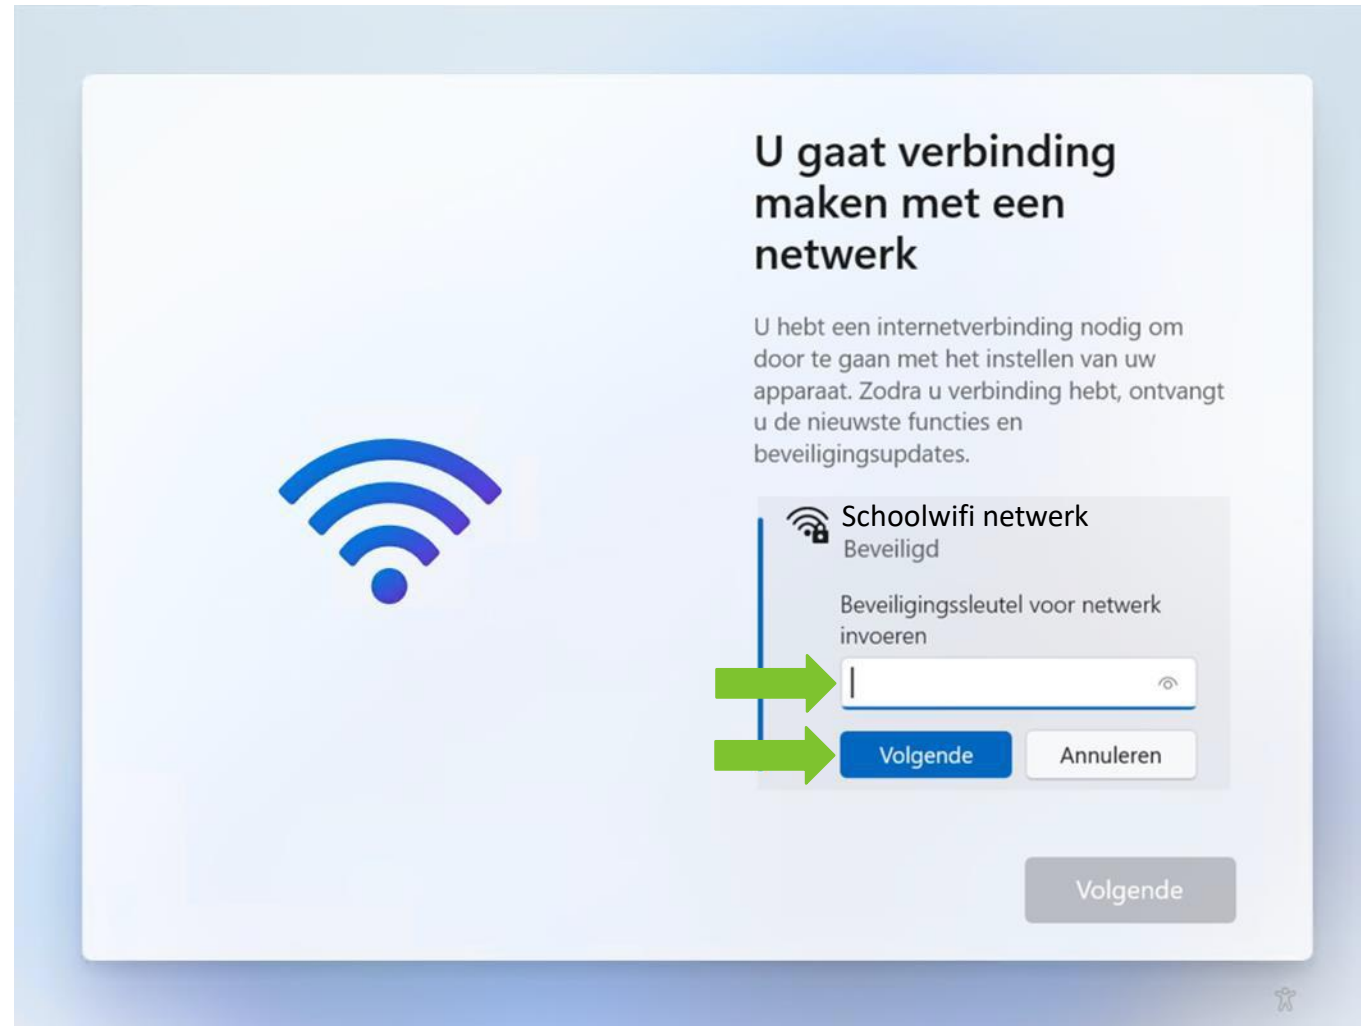 U gaat verbinding
maken met een
netwerk
U hebt een internetverbinding nodig om
door te gaan met het instellen van uw
apparaat. Zodra u verbinding hebt, ontvangt
u de nieuwste functies en
beveiligingsupdates.
Schoolwifi netwerk
Beveiligd
Beveiligingssleutel voor netwerk
invoeren
Volgende Annuleren
Volgende